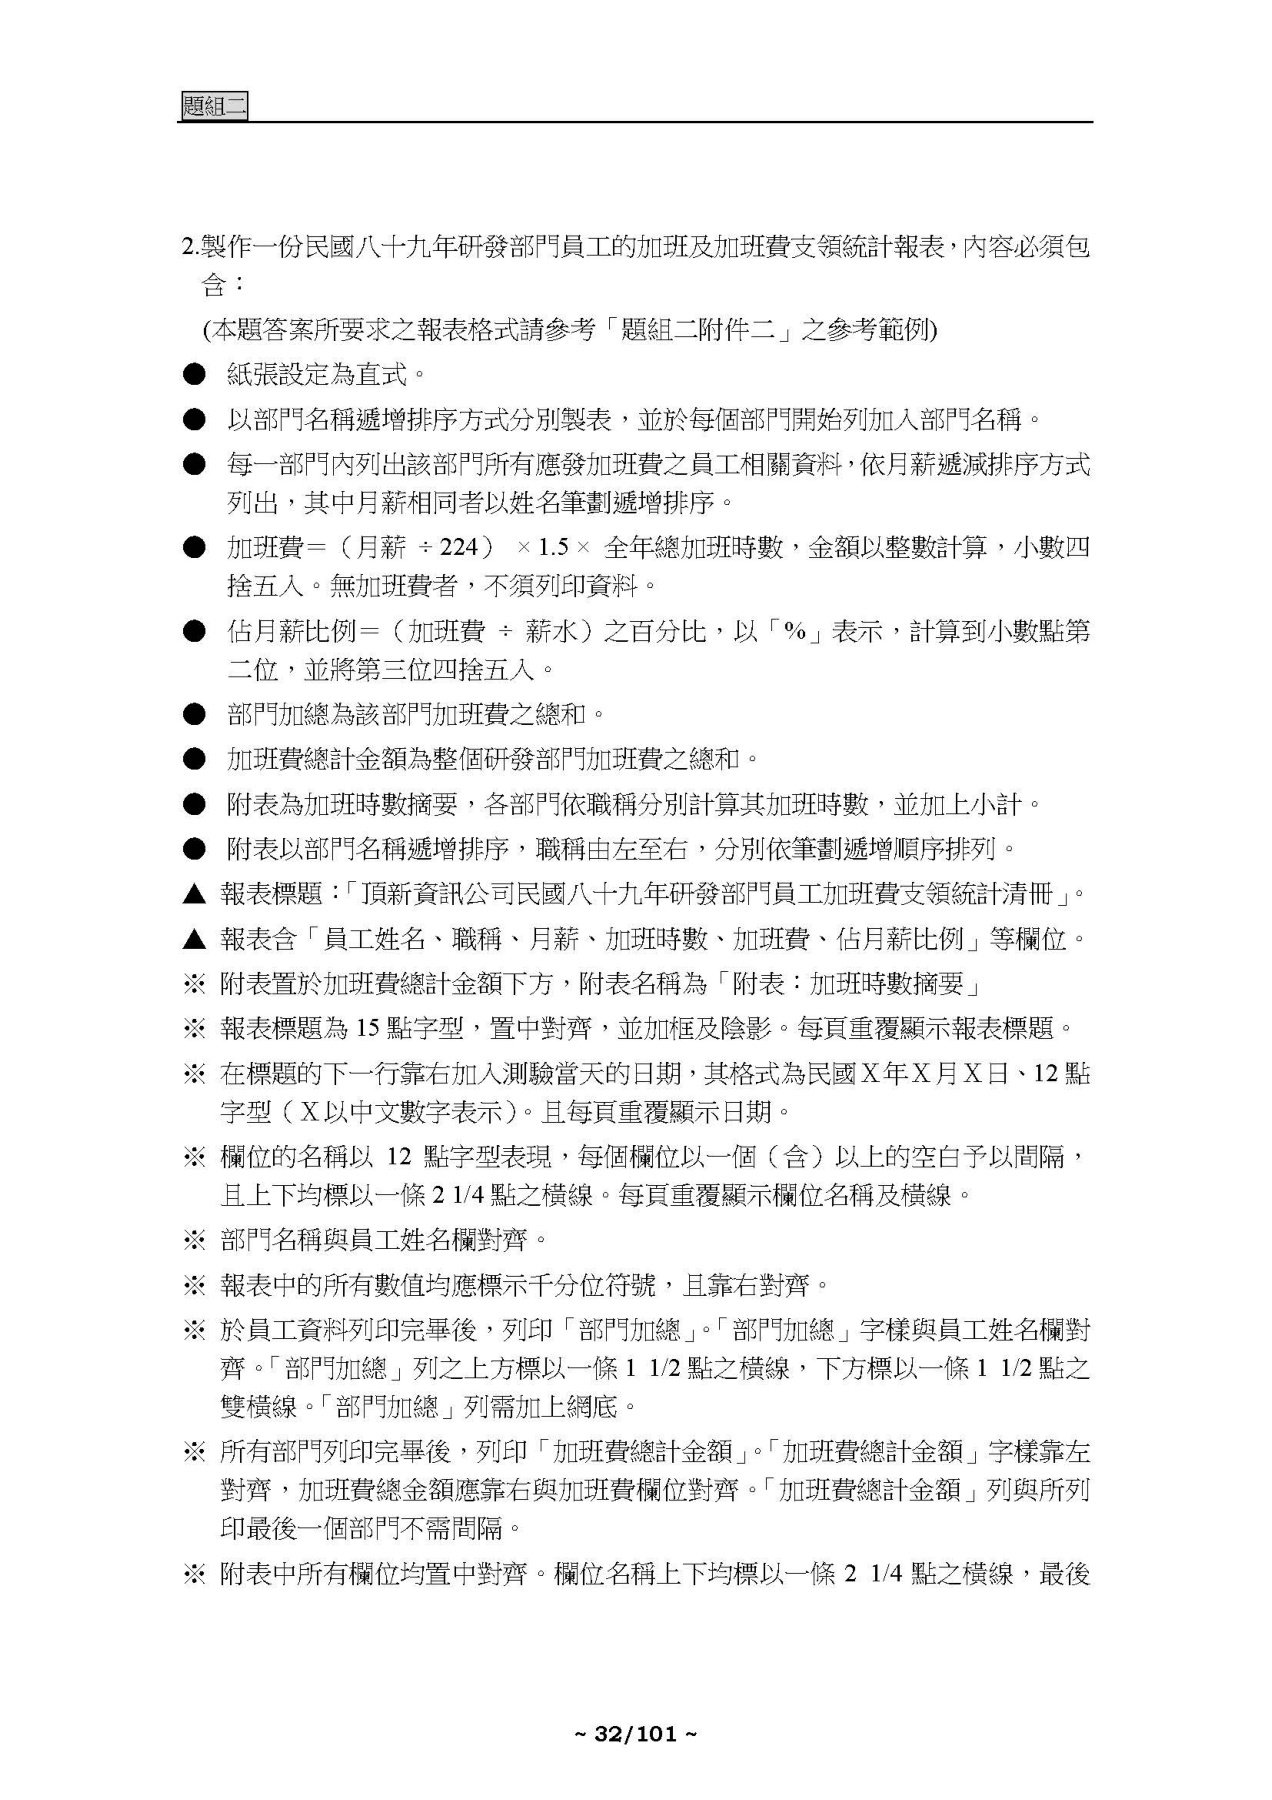 題組二
2.製作一份民國八十九年研發部門員工的加班及加班費支領統計報表，內容必須包
含：
(本題答案所要求之報表格式請參考「題組二附件二」之參考範例)
● 紙張設定為直式。
● 以部門名稱遞增排序方式分別製表，並於每個部門開始列加入部門名稱。
● 每一部門內列出該部門所有應發加班費之員工相關資料，依月薪遞減排序方式
列出，其中月薪相同者以姓名筆劃遞增排序。
● 加班費＝（月薪 ÷ 224） × 1.5 × 全年總加班時數，金額以整數計算，小數四
捨五入。無加班費者，不須列印資料。
● 佔月薪比例＝（加班費 ÷ 薪水）之百分比，以「%」表示，計算到小數點第
二位，並將第三位四捨五入。
● 部門加總為該部門加班費之總和。
● 加班費總計金額為整個研發部門加班費之總和。
● 附表為加班時數摘要，各部門依職稱分別計算其加班時數，並加上小計。
● 附表以部門名稱遞增排序，職稱由左至右，分別依筆劃遞增順序排列。
▲ 報表標題：「頂新資訊公司民國八十九年研發部門員工加班費支領統計清冊」。
▲ 報表含「員工姓名、職稱、月薪、加班時數、加班費、佔月薪比例」等欄位。
※ 附表置於加班費總計金額下方，附表名稱為「附表：加班時數摘要」
※ 報表標題為 15 點字型，置中對齊，並加框及陰影。每頁重覆顯示報表標題。
※ 在標題的下一行靠右加入測驗當天的日期，其格式為民國Ｘ年Ｘ月Ｘ日、12 點
字型（Ｘ以中文數字表示）。且每頁重覆顯示日期。
※ 欄位的名稱以 12 點字型表現，每個欄位以一個（含）以上的空白予以間隔，
且上下均標以一條 2 1/4 點之橫線。每頁重覆顯示欄位名稱及橫線。
※ 部門名稱與員工姓名欄對齊。
※ 報表中的所有數值均應標示千分位符號，且靠右對齊。
※ 於員工資料列印完畢後，列印「部門加總」。「部門加總」字樣與員工姓名欄對
齊。「部門加總」列之上方標以一條 1 1/2 點之橫線，下方標以一條 1 1/2 點之
雙橫線。「部門加總」列需加上網底。
※ 所有部門列印完畢後，列印「加班費總計金額」。「加班費總計金額」字樣靠左
對齊，加班費總金額應靠右與加班費欄位對齊。「加班費總計金額」列與所列
印最後一個部門不需間隔。
※ 附表中所有欄位均置中對齊。欄位名稱上下均標以一條 2 1/4 點之橫線，最後
~ 32/101 ~